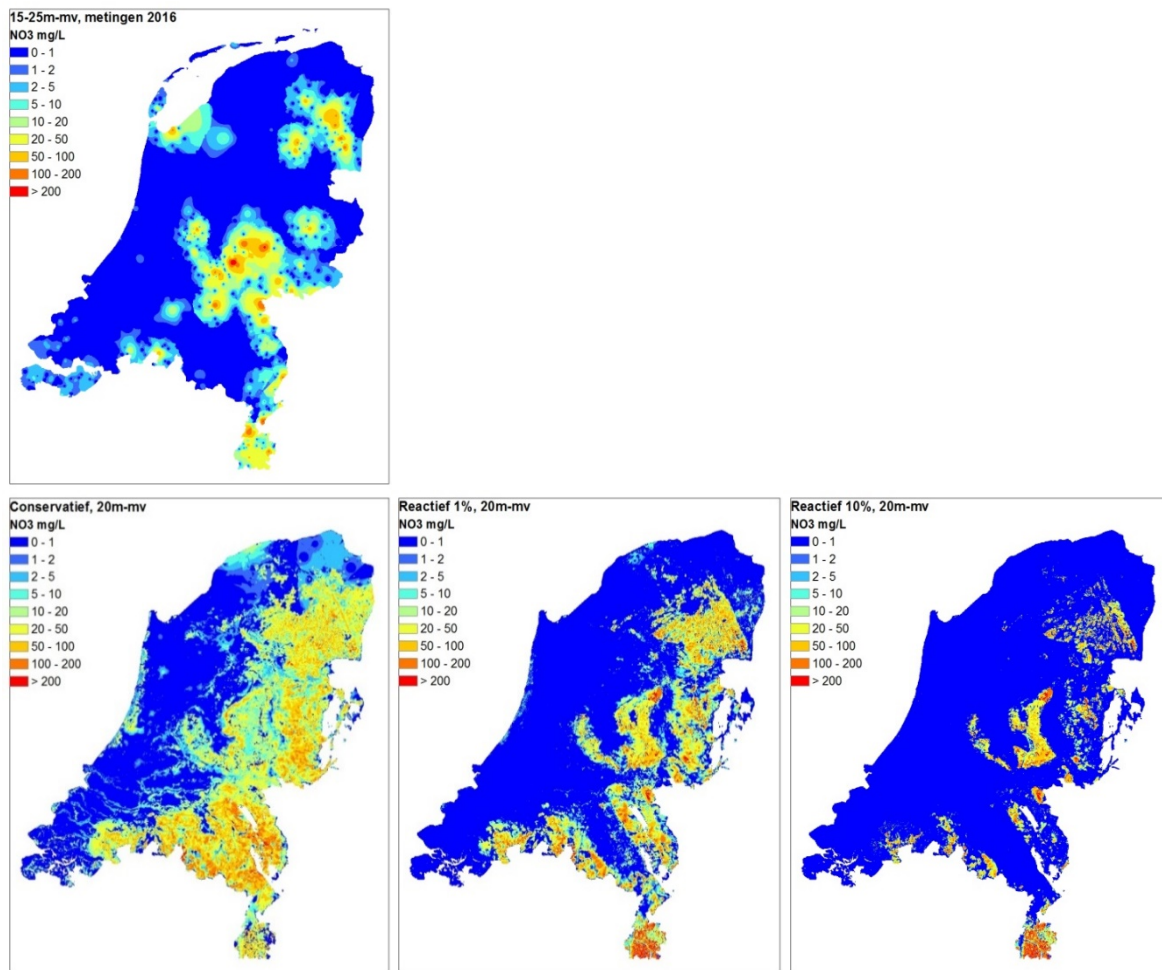 15-25m-mv, metingen 2016
NO3 mg/L
0 - 1
1 - 2
2 - 5
5 - 10
10 - 20
20 - 50
50 - 100
100 - 200
> 200
Conservatief, 20m-mv
NO3 mg/L
0 - 1
1 - 2
2 - 5
5 - 10
10 - 20
20 - 50
50 - 100
100 - 200
> 200
Reactief 1%, 20m-mv
NO3 mg/L
0 - 1
1 - 2
2 - 5
5 - 10
10 - 20
20 - 50
50 - 100
100 - 200
> 200
Reactief 10%, 20m-mv
NO3 mg/L
0 - 1
1 - 2
2 - 5
5 - 10
10 - 20
20 - 50
50 - 100
100 - 200
> 200